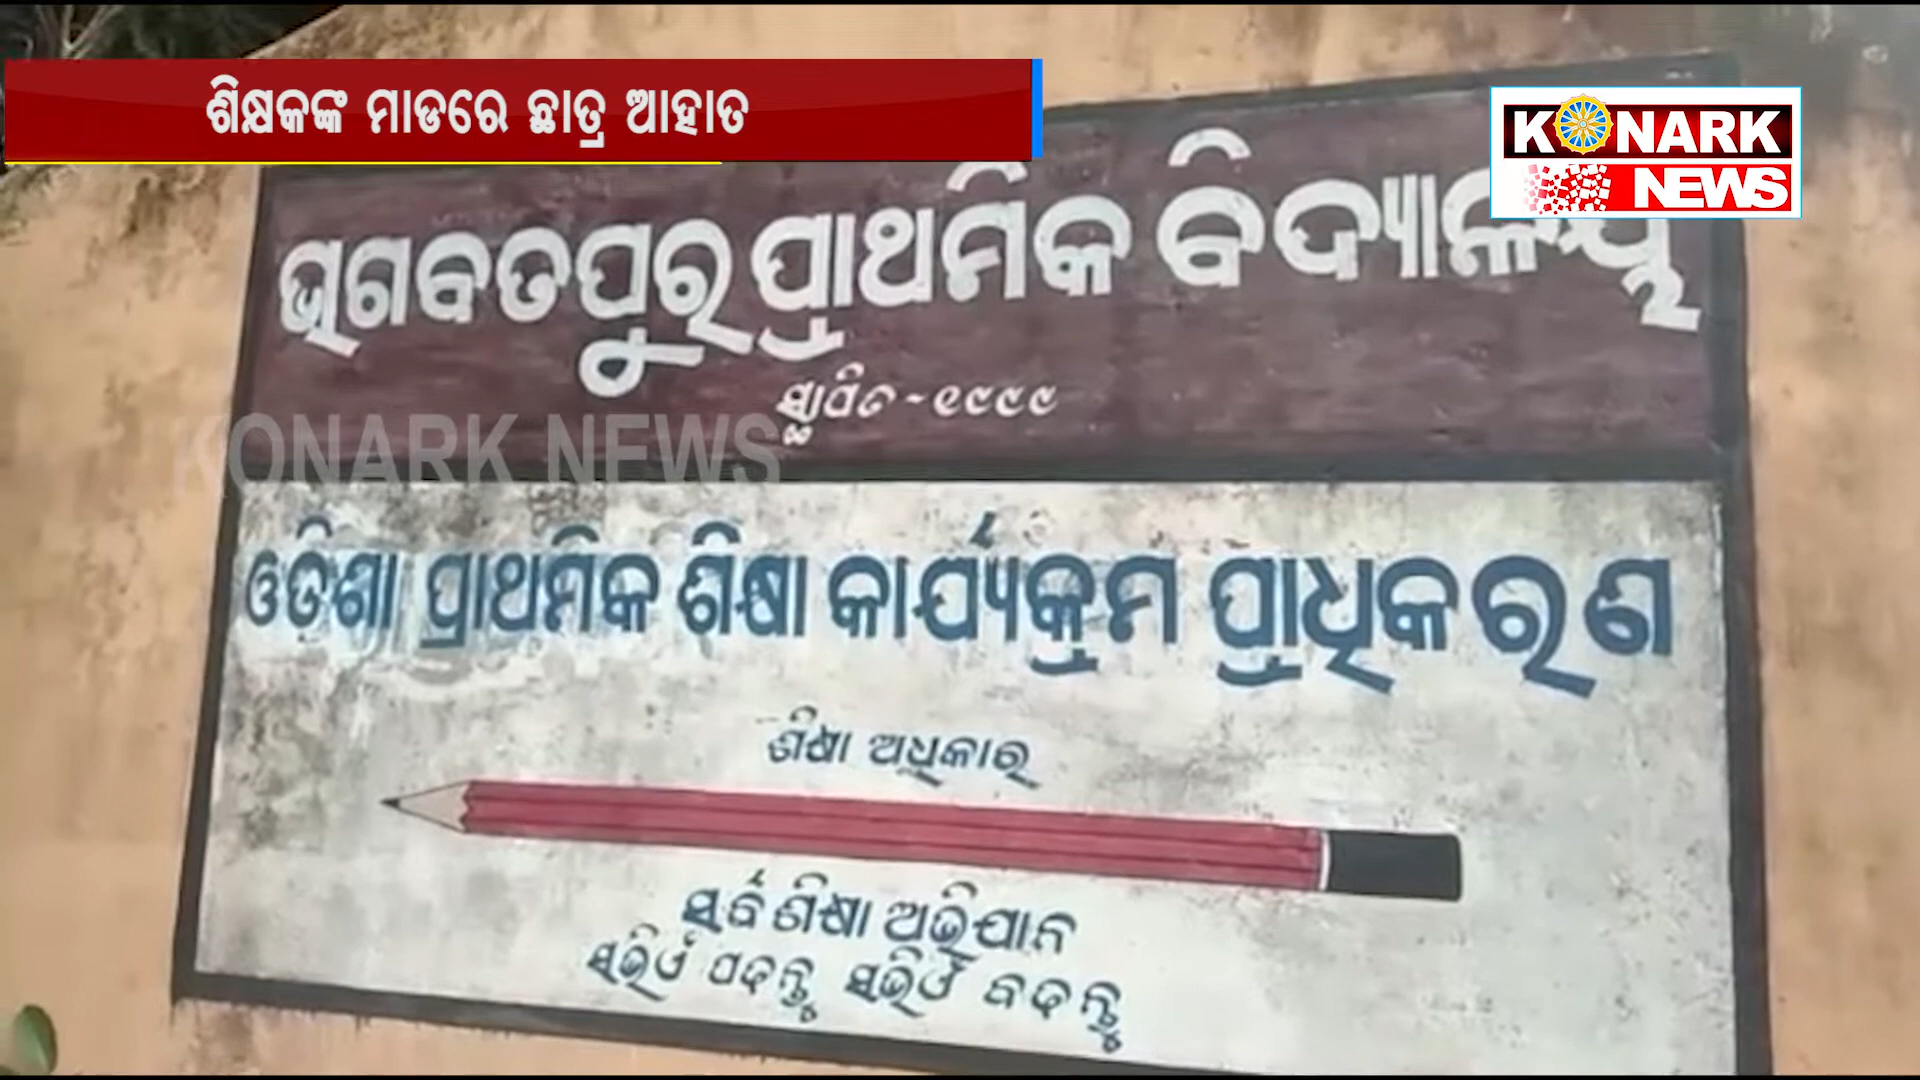 ଶିକ୍ଷକଙ୍କ ମାଡରେ ଛାତ୍ର ଆହାତ
KONARK
NEWS
ଭଗବତପୁର ପ୍ରାଥମିକ ବିଦ୍ୟାଳୟ
ସ୍ଥାପିତ - ୧୯୯୯
KONARK NEWS
ଓଡ଼ିଶା ପ୍ରାଥମିକ ଶିକ୍ଷା କାର୍ଯ୍ୟକ୍ରମ ପ୍ରାଧିକରଣ
ଶିକ୍ଷା ଅଧିକାର
ସର୍ବ ଶିକ୍ଷା ଅଭିଯାନ
ସଭିଏଁ ପଢନ୍ତୁ ସଭିଏଁ ବଢନ୍ତୁ